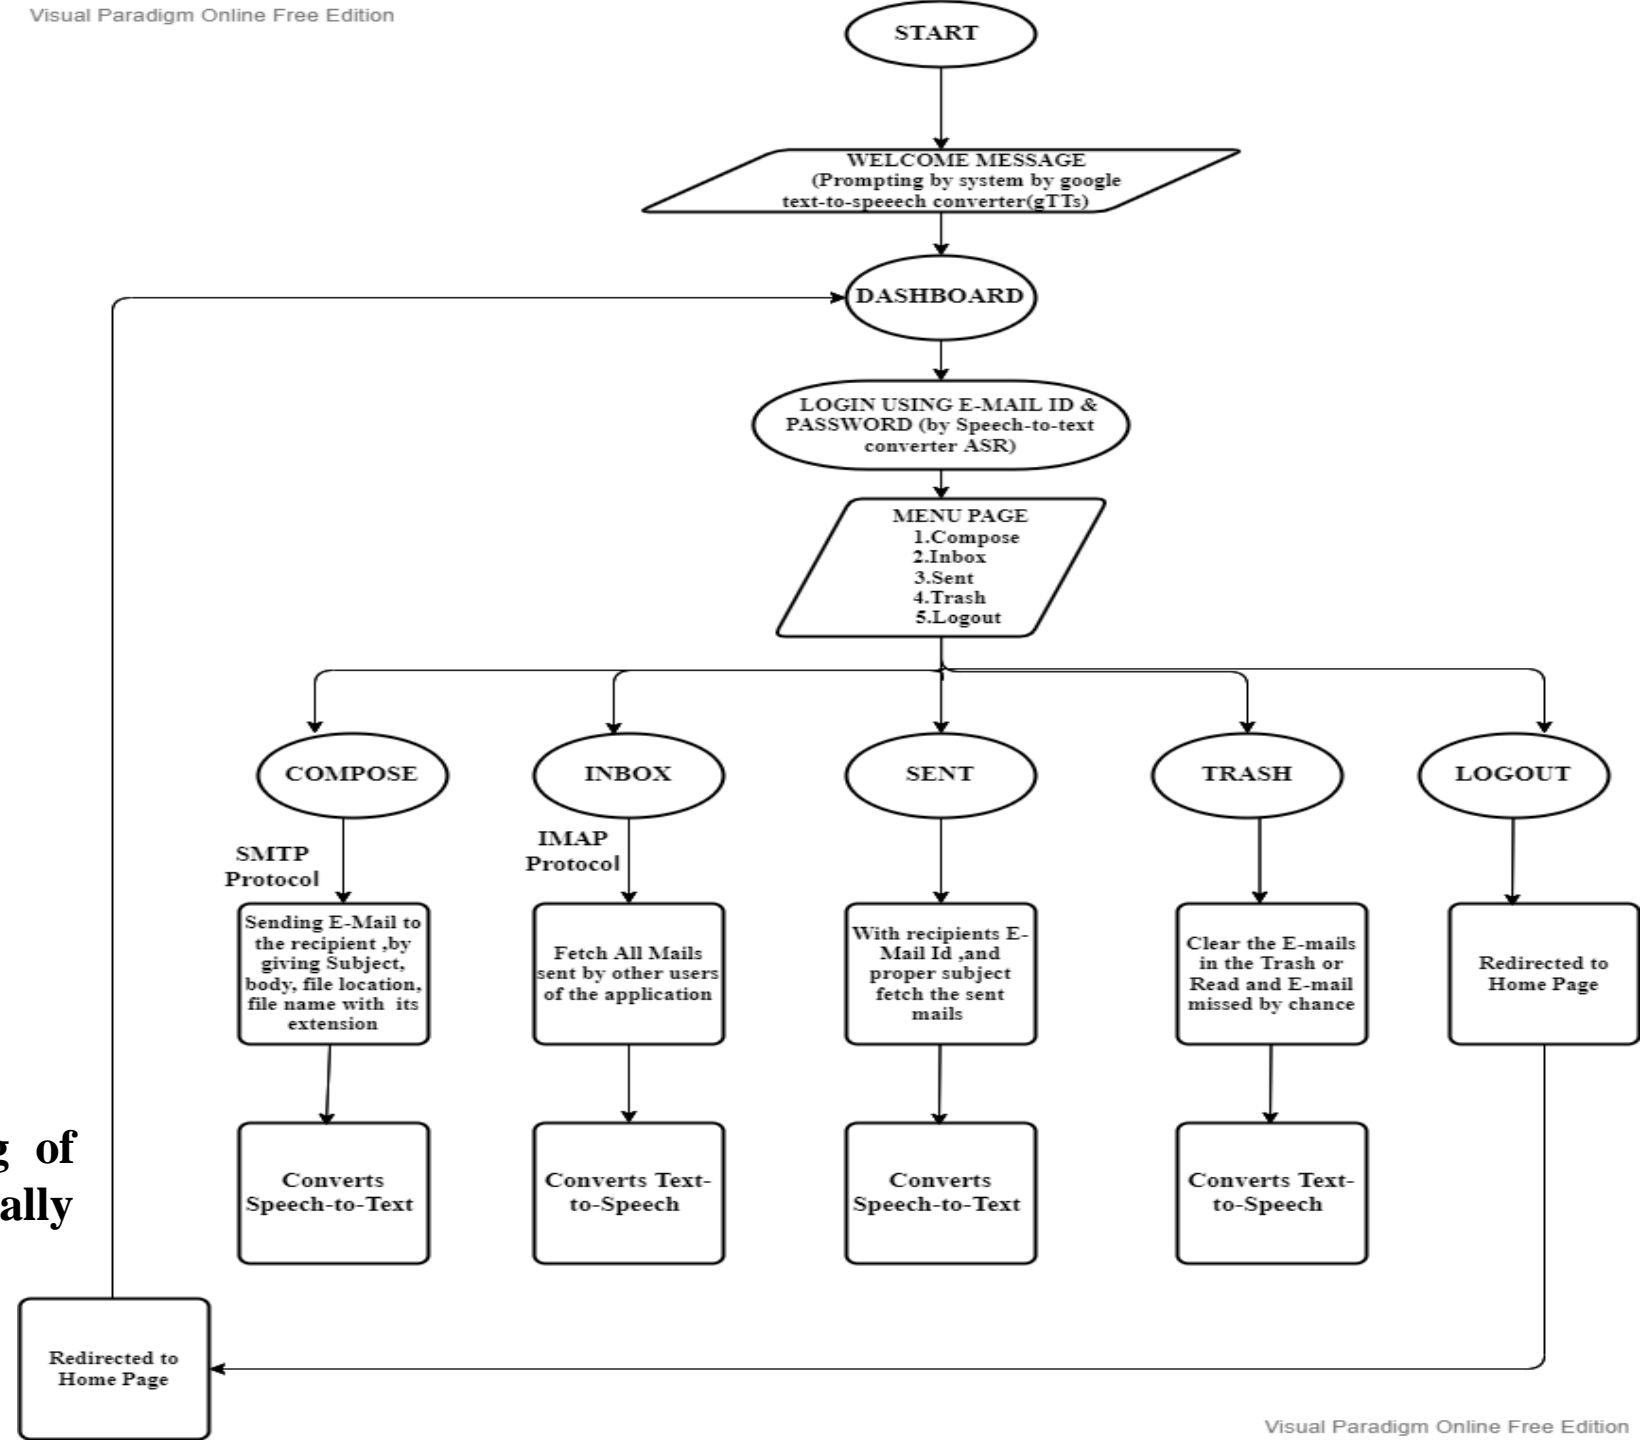 Visual Paradigm Online Free Edition
START
WELCOME MESSAGE
(Prompting by system by google
text-to-speeech converter(gTTs)
DASHBOARD
LOGIN USING E-MAIL ID &
PASSWORD (by Speech-to-text
converter ASR)
MENU PAGE
1.Compose
2.Inbox
3.Sent
4.Trash
5.Logout
COMPOSE
INBOX
SENT
TRASH
LOGOUT
SMTP
Protocol
IMAP
Protocol
Sending E-Mail to
the recipient ,by
giving Subject,
body, file location,
file name with its
extension
Fetch All Mails
sent by other users
of the application
With recipients E-
Mail Id ,and
proper subject
fetch the sent
mails
Clear the E-mails
in the Trash or
Read and E-mail
missed by chance
Redirected to
Home Page
Converts
Speech-to-Text
Converts Text-
to-Speech
Converts
Speech-to-Text
Converts Text-
to-Speech
g of
ally
Redirected to
Home Page
Visual Paradigm Online Free Edition